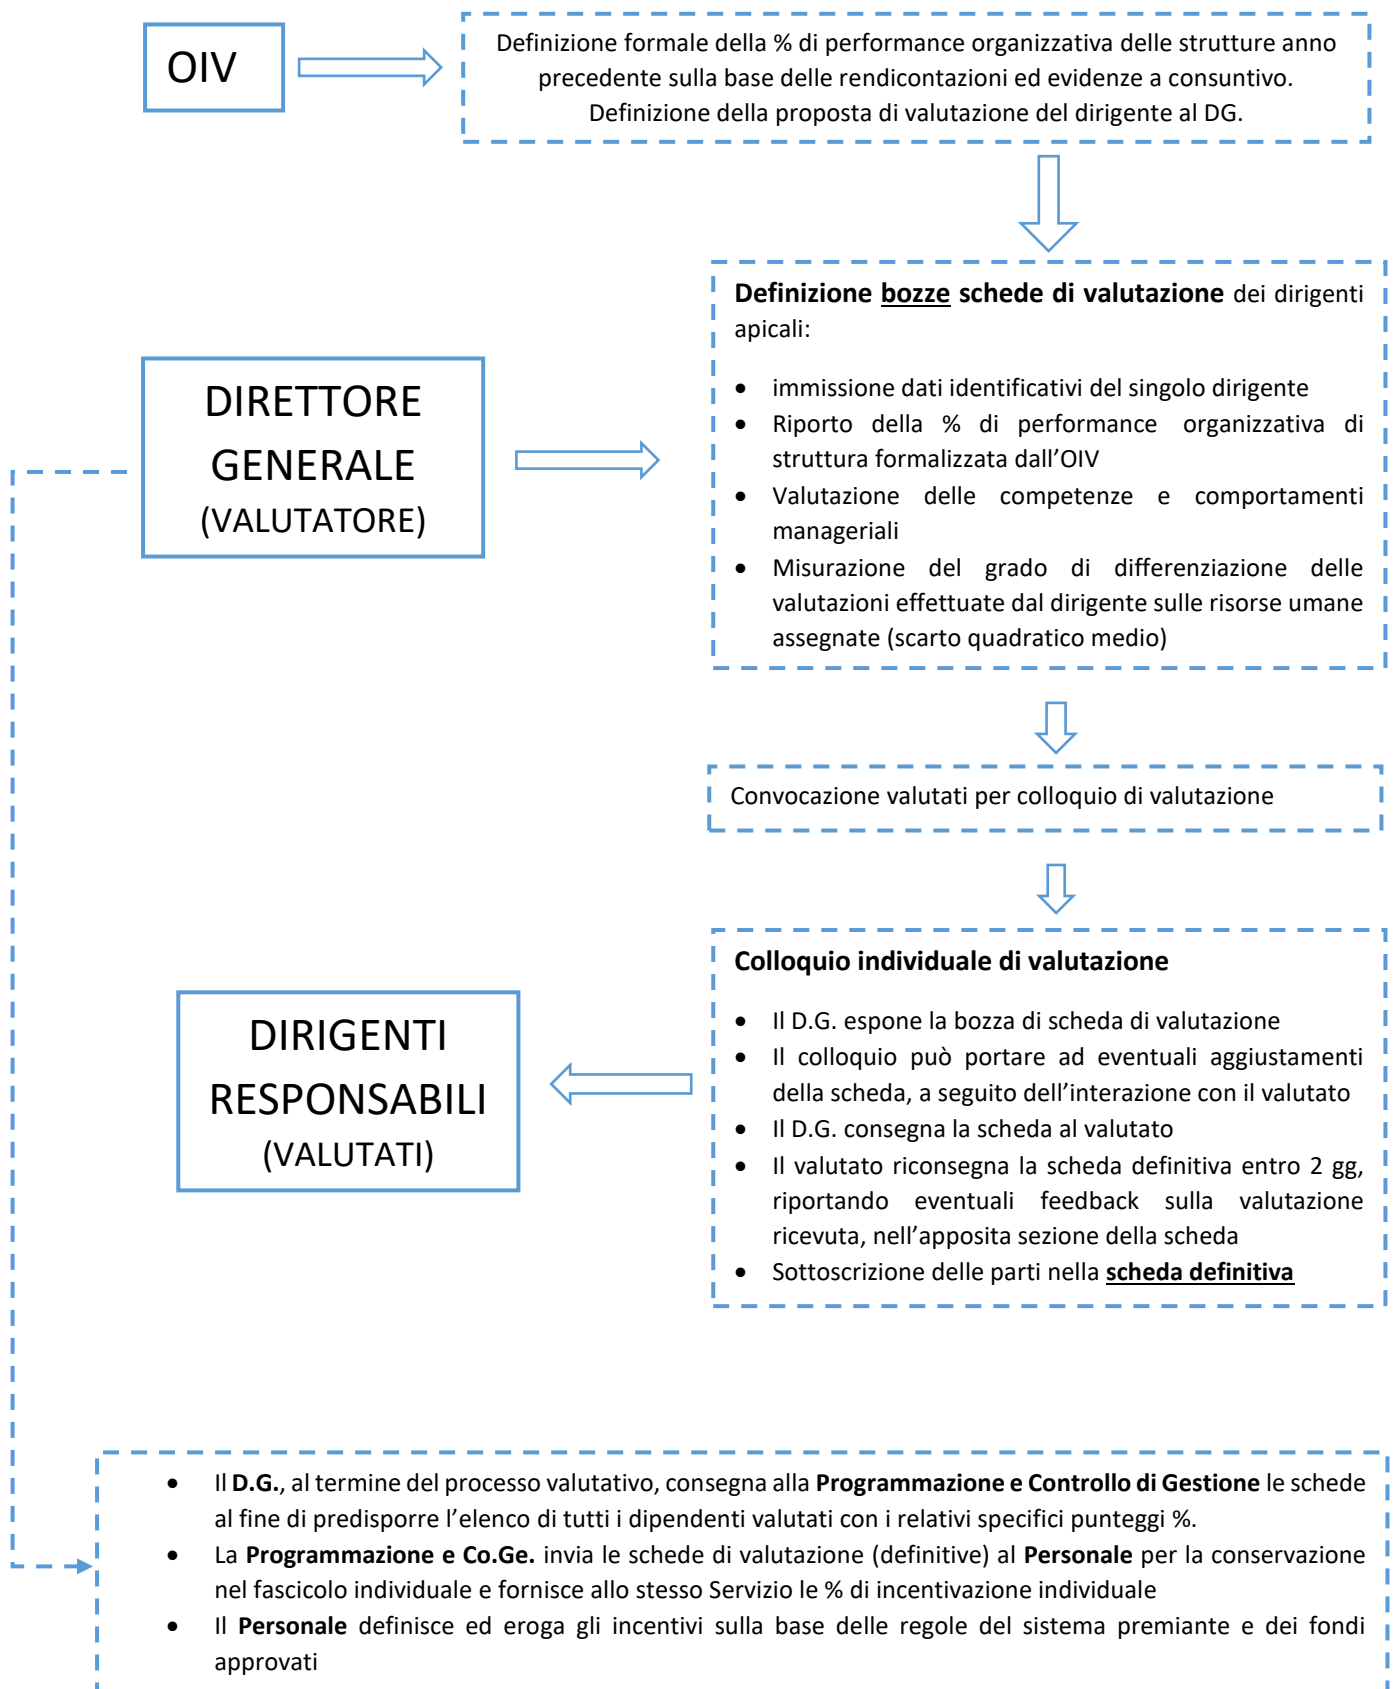 OIV
Definizione formale della % di performance organizzativa delle strutture anno
precedente sulla base delle rendicontazioni ed evidenze a consuntivo.
Definizione della proposta di valutazione del dirigente al DG.
DIRETTORE
GENERALE
(VALUTATORE)
Definizione bozze schede di valutazione dei dirigenti
apicali:
• immissione dati identificativi del singolo dirigente
• Riporto della % di performance organizzativa di
struttura formalizzata dall’OIV
• Valutazione delle competenze e comportamenti
manageriali
• Misurazione del grado di differenziazione delle
valutazioni effettuate dal dirigente sulle risorse umane
assegnate (scarto quadratico medio)
Convocazione valutati per colloquio di valutazione
DIRIGENTI
RESPONSABILI
(VALUTATI)
Colloquio individuale di valutazione
• Il D.G. espone la bozza di scheda di valutazione
• Il colloquio può portare ad eventuali aggiustamenti
della scheda, a seguito dell’interazione con il valutato
• Il D.G. consegna la scheda al valutato
• Il valutato riconsegna la scheda definitiva entro 2 gg,
riportando eventuali feedback sulla valutazione
ricevuta, nell’apposita sezione della scheda
• Sottoscrizione delle parti nella scheda definitiva
• Il D.G., al termine del processo valutativo, consegna alla Programmazione e Controllo di Gestione le schede
al fine di predisporre l’elenco di tutti i dipendenti valutati con i relativi specifici punteggi %.
• La Programmazione e Co.Ge. invia le schede di valutazione (definitive) al Personale per la conservazione
nel fascicolo individuale e fornisce allo stesso Servizio le % di incentivazione individuale
• Il Personale definisce ed eroga gli incentivi sulla base delle regole del sistema premiante e dei fondi
approvati